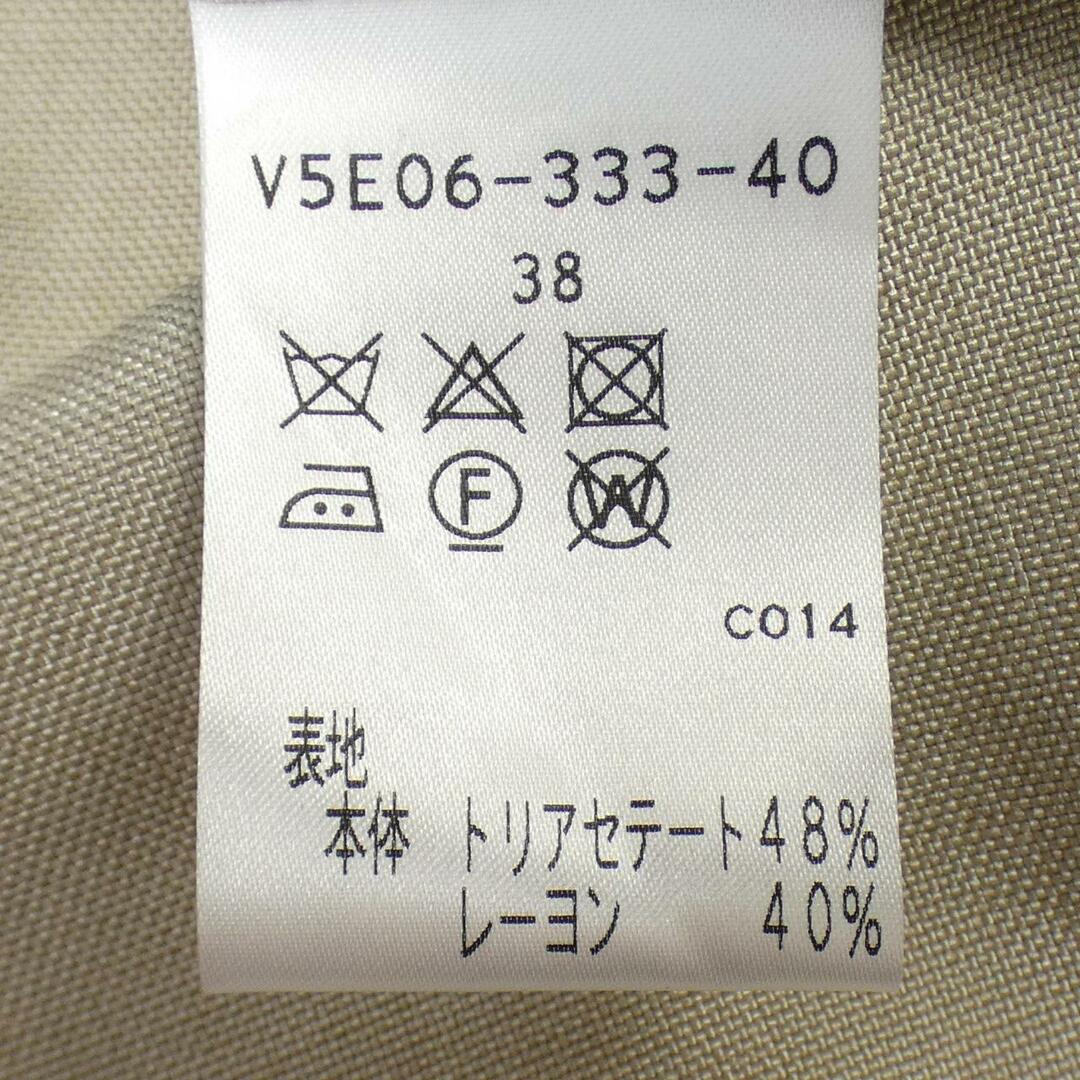 V5E06-333-40
38
F W
C014
表地
本体 トリアセテート48%
レーヨン 40%